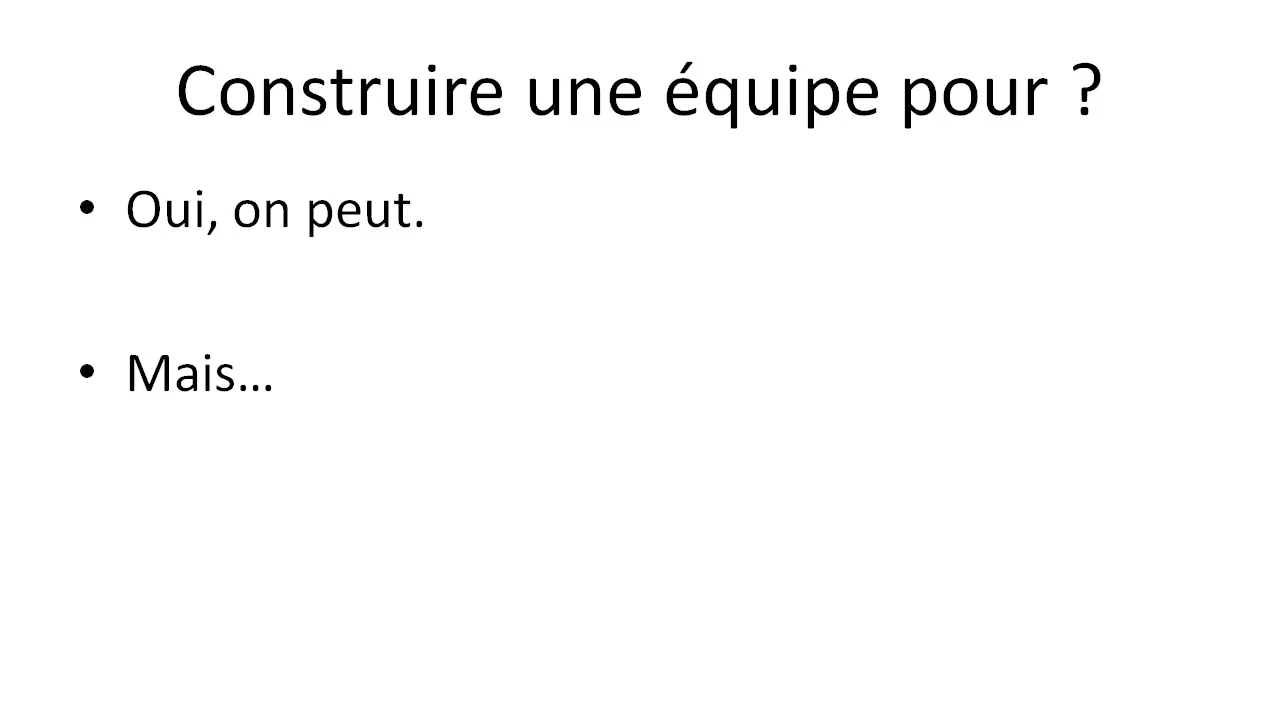 Construire une équipe pour ?
• Oui, on peut.
• Mais…